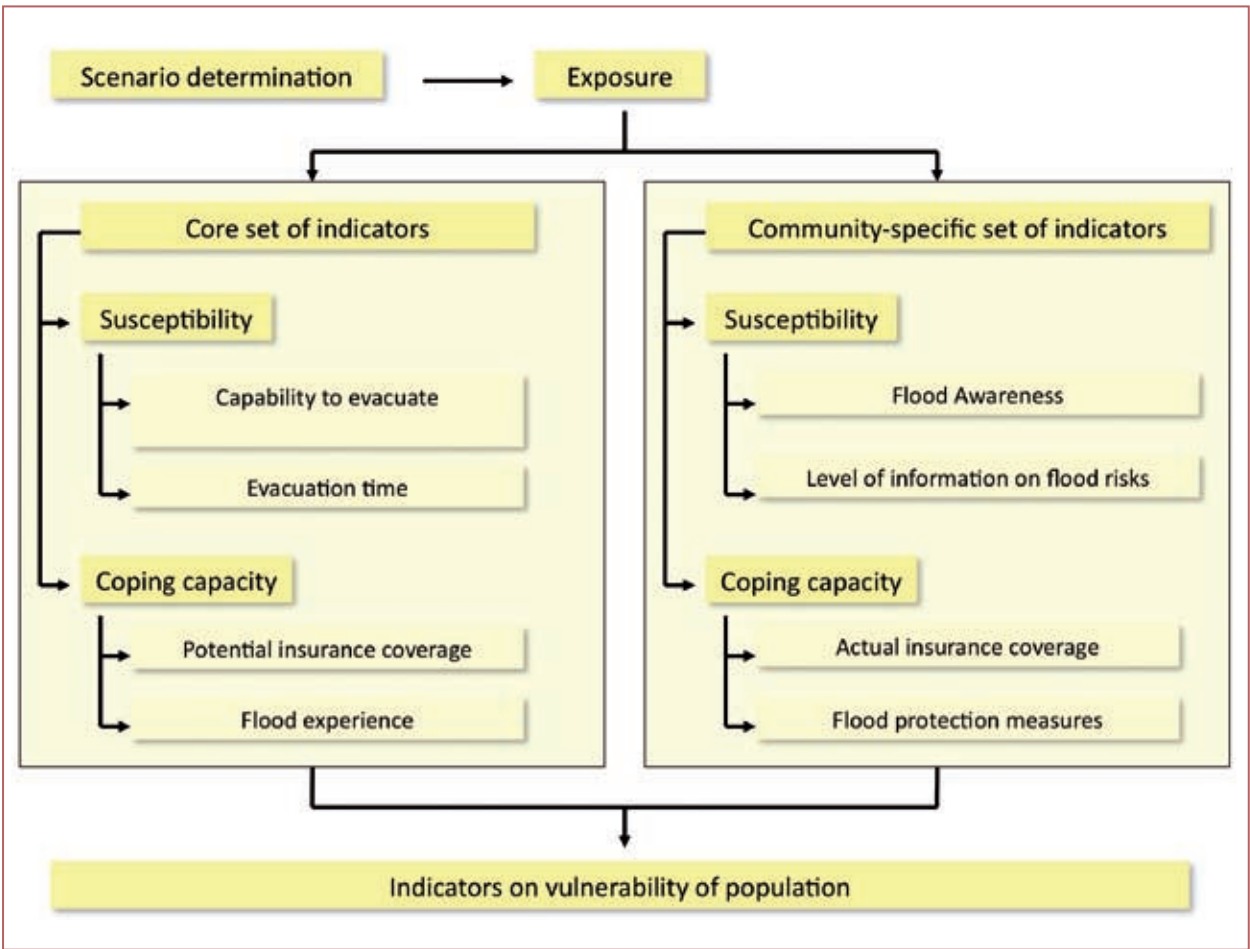 Scenario determination
Exposure
Core set of indicators
Susceptibility
Capability to evacuate
Evacuation time
Coping capacity
Potential insurance coverage
Flood experience
Community-specific set of indicators
Susceptibility
Flood Awareness
Level of information on flood risks
Coping capacity
Actual insurance coverage
Flood protection measures
Indicators on vulnerability of population